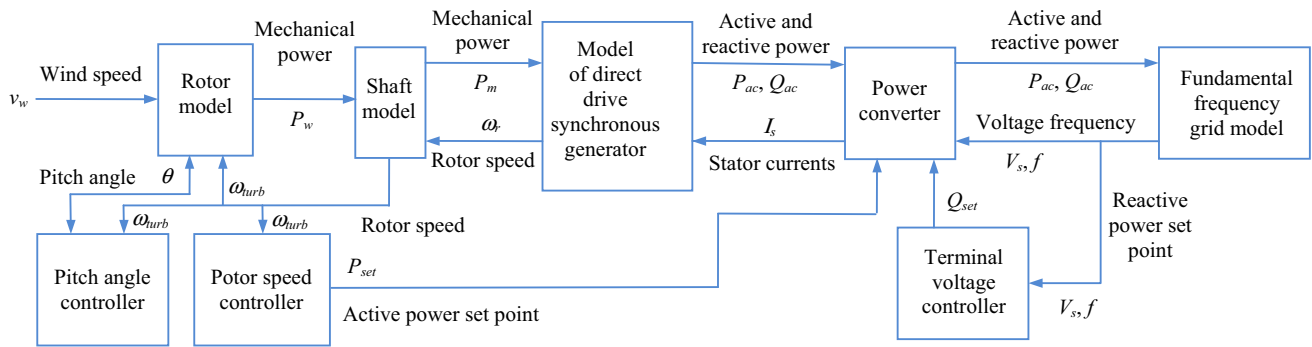 Wind speed
v_w
Rotor
model
Mechanical
power
P_w
Shaft
model
Mechanical
power
P_m
ω_r
Rotor speed
Model
of direct
drive
synchronous
generator
Active and
reactive power
P_ac, Q_ac
I_s
Stator currents
Power
converter
Active and
reactive power
P_ac, Q_ac
Voltage frequency
V_s, f
Fundamental
frequency
grid model
Pitch angle
θ
ω_turb
ω_turb
ω_turb
Rotor speed
Pitch angle
controller
Potor speed
controller
P_set
Active power set point
Q_set
Terminal
voltage
controller
Reactive
power set
point
V_s, f